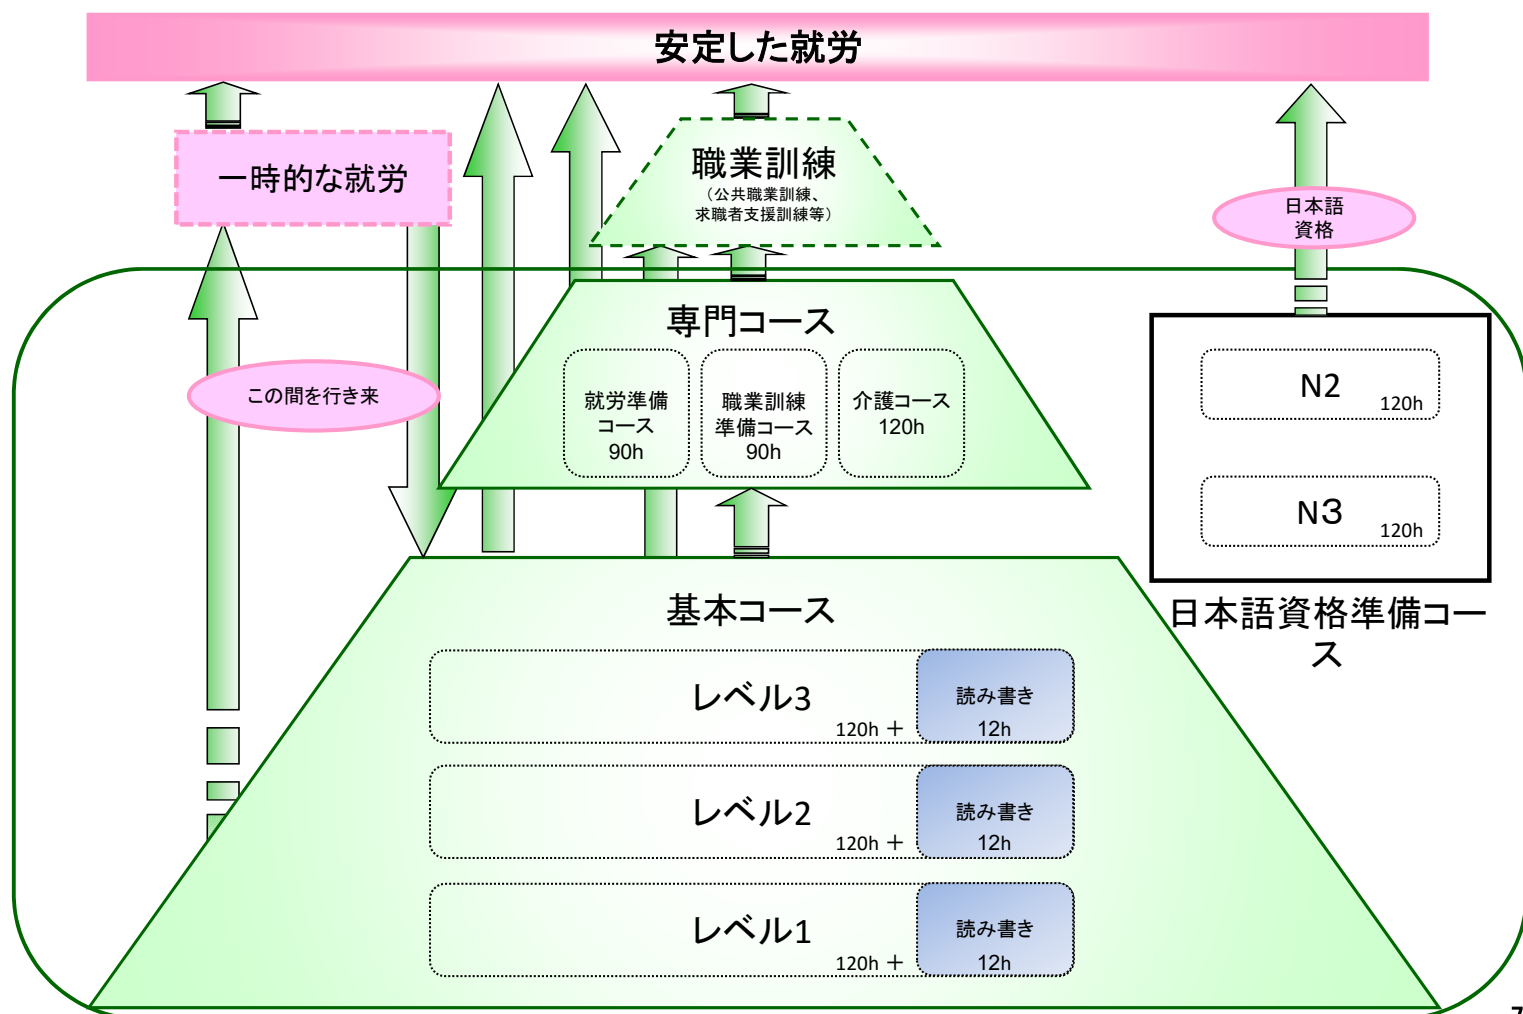 安定した就労
一時的な就労
職業訓練
（公共職業訓練、
求職者支援訓練等）
日本語
資格
この間を行き来
専門コース
就労準備
コース
90h
職業訓練
準備コース
90h
介護コース
120h
N2
120h
N3
120h
日本語資格準備コー
ス
基本コース
レベル3
120h ＋
読み書き
12h
レベル2
120h ＋
読み書き
12h
レベル1
120h ＋
読み書き
12h